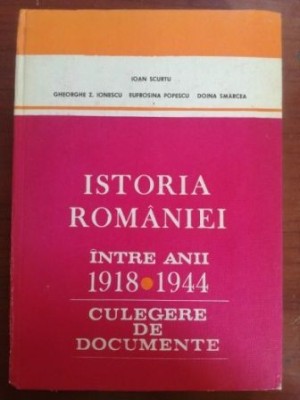 IOAN SCURTU
GHEORGHE Z. IONESCU EUFROSINA POPESCU DOINA SMÂRCEA
ISTORIA
ROMÂNIEI
ÎNTRE ANII
1918 • 1944
CULEGERE
DE
DOCUMENTE